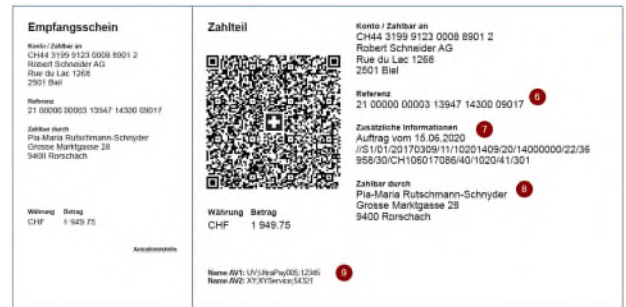 Empfangsschein
Konto / Zahlbar an
CH44 3199 9123 0008 8901 2
Robert Schneider AG
Rue du Lac 1268
2501 Biel
Referenz
21 00000 00003 13947 14300 09017
Zahlbar durch
Pia-Maria Rutschmann-Schnyder
Grosse Marktgasse 28
9400 Rorschach
Währung Betrag
CHF 1 949.75
Annahmestelle
Zahlteil
Währung Betrag
CHF 1 949.75
Name AV1: UV;UltraPay005;12345
Name AV2: XY;XYService;54321
9
Konto / Zahlbar an
CH44 3199 9123 0008 8901 2
Robert Schneider AG
Rue du Lac 1268
2501 Biel
Referenz
21 00000 00003 13947 14300 09017
6
Zusätzliche Informationen
7
Auftrag vom 15.06.2020
//S1/01/20170309/11/10201409/20/14000000/22/36
958/30/CH106017086/40/1020/41/301
Zahlbar durch
Pia-Maria Rutschmann-Schnyder
8
Grosse Marktgasse 28
9400 Rorschach